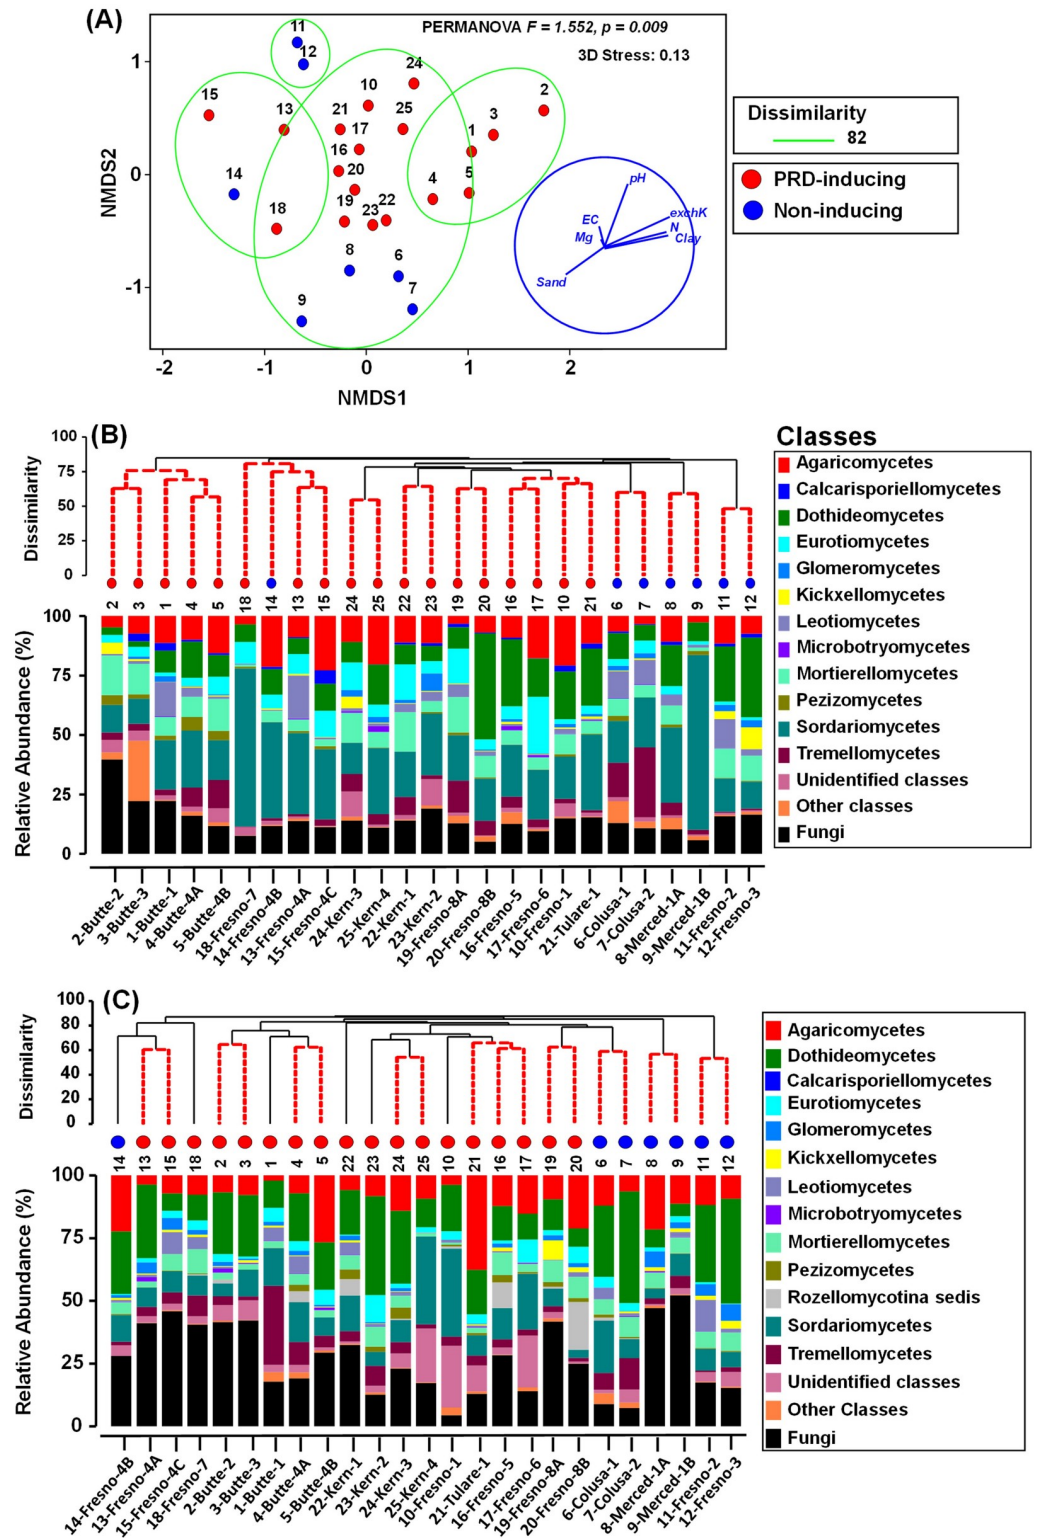 (A)
PERMANOVA F = 1.552, p = 0.009
3D Stress: 0.13
11
12
24
15
13
10
2
21
25
3
17
1
16
14
20
4
5
18
19
23
22
8
6
9
7
pH
exchK
EC
N
Mg
Clay
Sand
1
0
-1
NMDS2
-2
-1
0
1
2
NMDS1
Dissimilarity
82
PRD-inducing
Non-inducing
(B)
100
75
50
25
0
Dissimilarity
2 3 1 4 5 18 14 13 15 24 25 22 23 19 20 16 17 10 21 6 7 8 9 11 12
100
75
50
25
0
Relative Abundance (%)
2-Butte-2
3-Butte-3
1-Butte-1
4-Butte-4A
5-Butte-4B
18-Fresno-7
14-Fresno-4B
13-Fresno-4A
15-Fresno-4C
24-Kern-3
25-Kern-4
22-Kern-1
23-Kern-2
19-Fresno-8A
20-Fresno-8B
16-Fresno-5
17-Fresno-6
10-Fresno-1
21-Tulare-1
6-Colusa-1
7-Colusa-2
8-Merced-1A
9-Merced-1B
11-Fresno-2
12-Fresno-3
Classes
Agaricomycetes
Calcarisporiellomycetes
Dothideomycetes
Eurotiomycetes
Glomeromycetes
Kickxellomycetes
Leotiomycetes
Microbotryomycetes
Mortierellomycetes
Pezizomycetes
Sordariomycetes
Tremellomycetes
Unidentified classes
Other classes
Fungi
(C)
100
80
60
40
20
0
Dissimilarity
14 13 15 18 2 3 1 4 5 22 23 24 25 10 21 16 17 19 20 6 7 8 9 11 12
100
75
50
25
0
Relative Abundance (%)
14-Fresno-4B
13-Fresno-4A
15-Fresno-4C
18-Fresno-7
2-Butte-2
3-Butte-3
1-Butte-1
4-Butte-4A
5-Butte-4B
22-Kern-1
23-Kern-2
24-Kern-3
25-Kern-4
10-Fresno-1
21-Tulare-1
16-Fresno-5
17-Fresno-6
19-Fresno-8A
20-Fresno-8B
6-Colusa-1
7-Colusa-2
8-Merced-1A
9-Merced-1B
11-Fresno-2
12-Fresno-3
Agaricomycetes
Dothideomycetes
Calcarisporiellomycetes
Eurotiomycetes
Glomeromycetes
Kickxellomycetes
Leotiomycetes
Microbotryomycetes
Mortierellomycetes
Pezizomycetes
Rozellomycotina sedis
Sordariomycetes
Tremellomycetes
Unidentified classes
Other Classes
Fungi